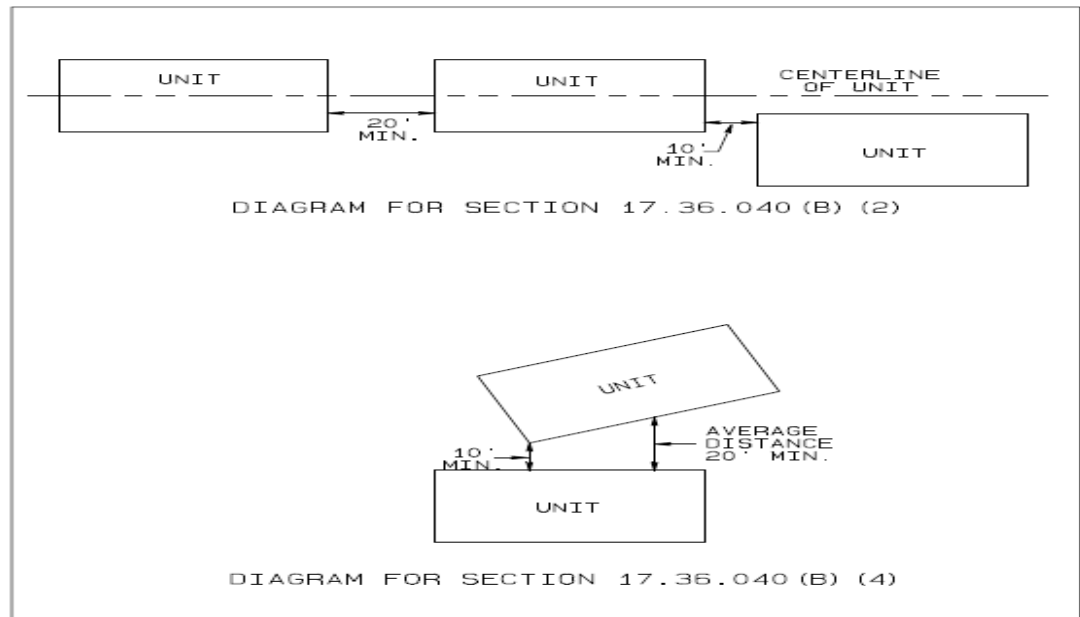 UNIT
UNIT
CENTERLINE
OF UNIT
20'
MIN.
10'
MIN.
UNIT
DIAGRAM FOR SECTION 17.36.040(B)(2)
UNIT
10'
MIN.
AVERAGE
DISTANCE
20' MIN.
UNIT
DIAGRAM FOR SECTION 17.36.040(B)(4)